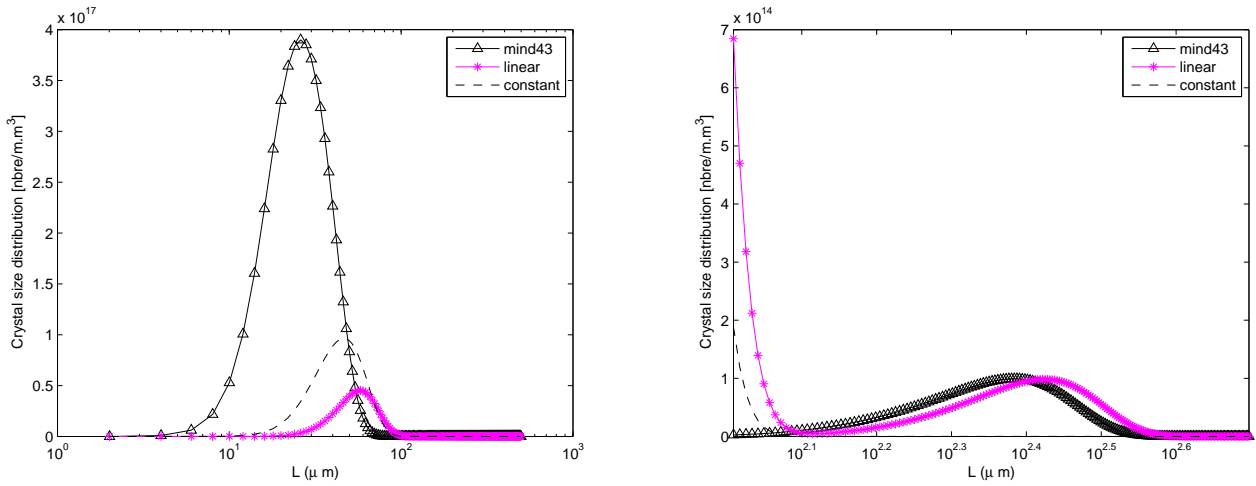 x 10^17
4
3.5
3
2.5
2
1.5
1
0.5
0
Crystal size distribution [nbre/m.m^3]
mind43
linear
constant
10^0
10^1
10^2
10^3
L (μ m)
x 10^14
7
6
5
4
3
2
1
0
Crystal size distribution [nbre/m.m^3]
mind43
linear
constant
10^2.1
10^2.2
10^2.3
10^2.4
10^2.5
10^2.6
L (μ m)